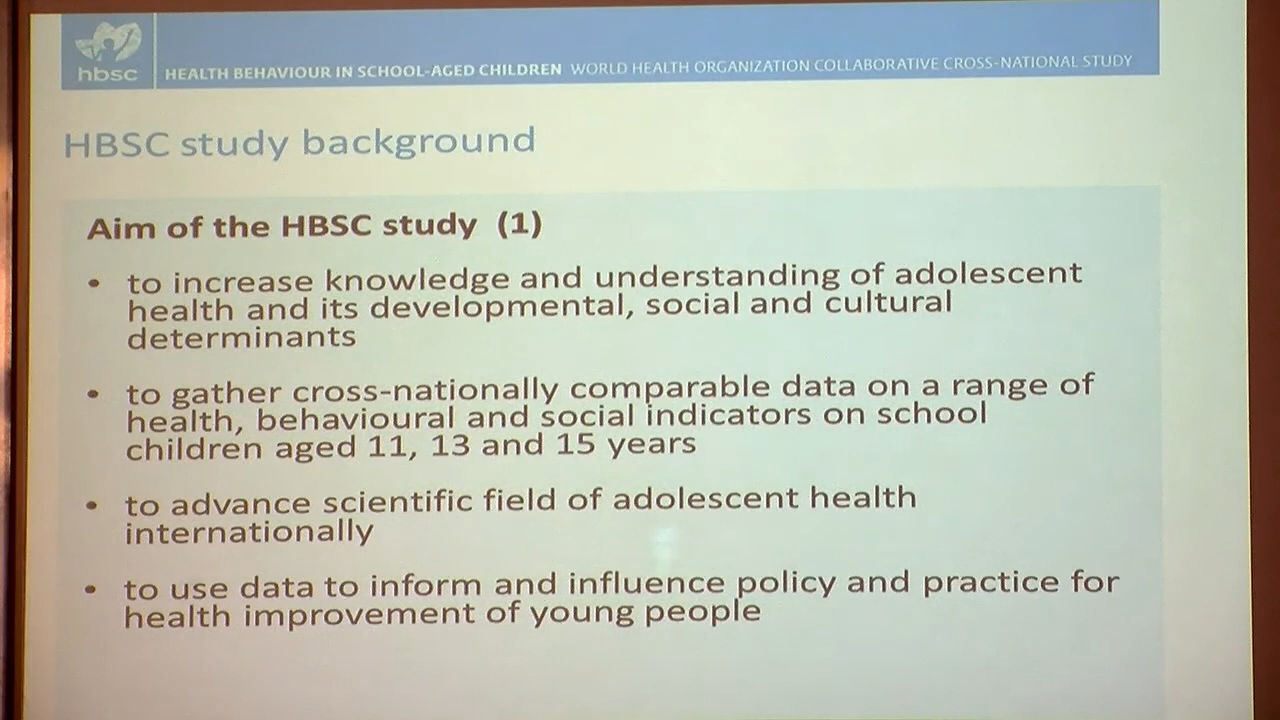 hbsc
HEALTH BEHAVIOUR IN SCHOOL-AGED CHILDREN WORLD HEALTH ORGANIZATION COLLABORATIVE CROSS-NATIONAL STUDY
HBSC study background
Aim of the HBSC study (1)
• to increase knowledge and understanding of adolescent
health and its developmental, social and cultural
determinants
• to gather cross-nationally comparable data on a range of
health, behavioural and social indicators on school
children aged 11, 13 and 15 years
• to advance scientific field of adolescent health
internationally
• to use data to inform and influence policy and practice for
health improvement of young people